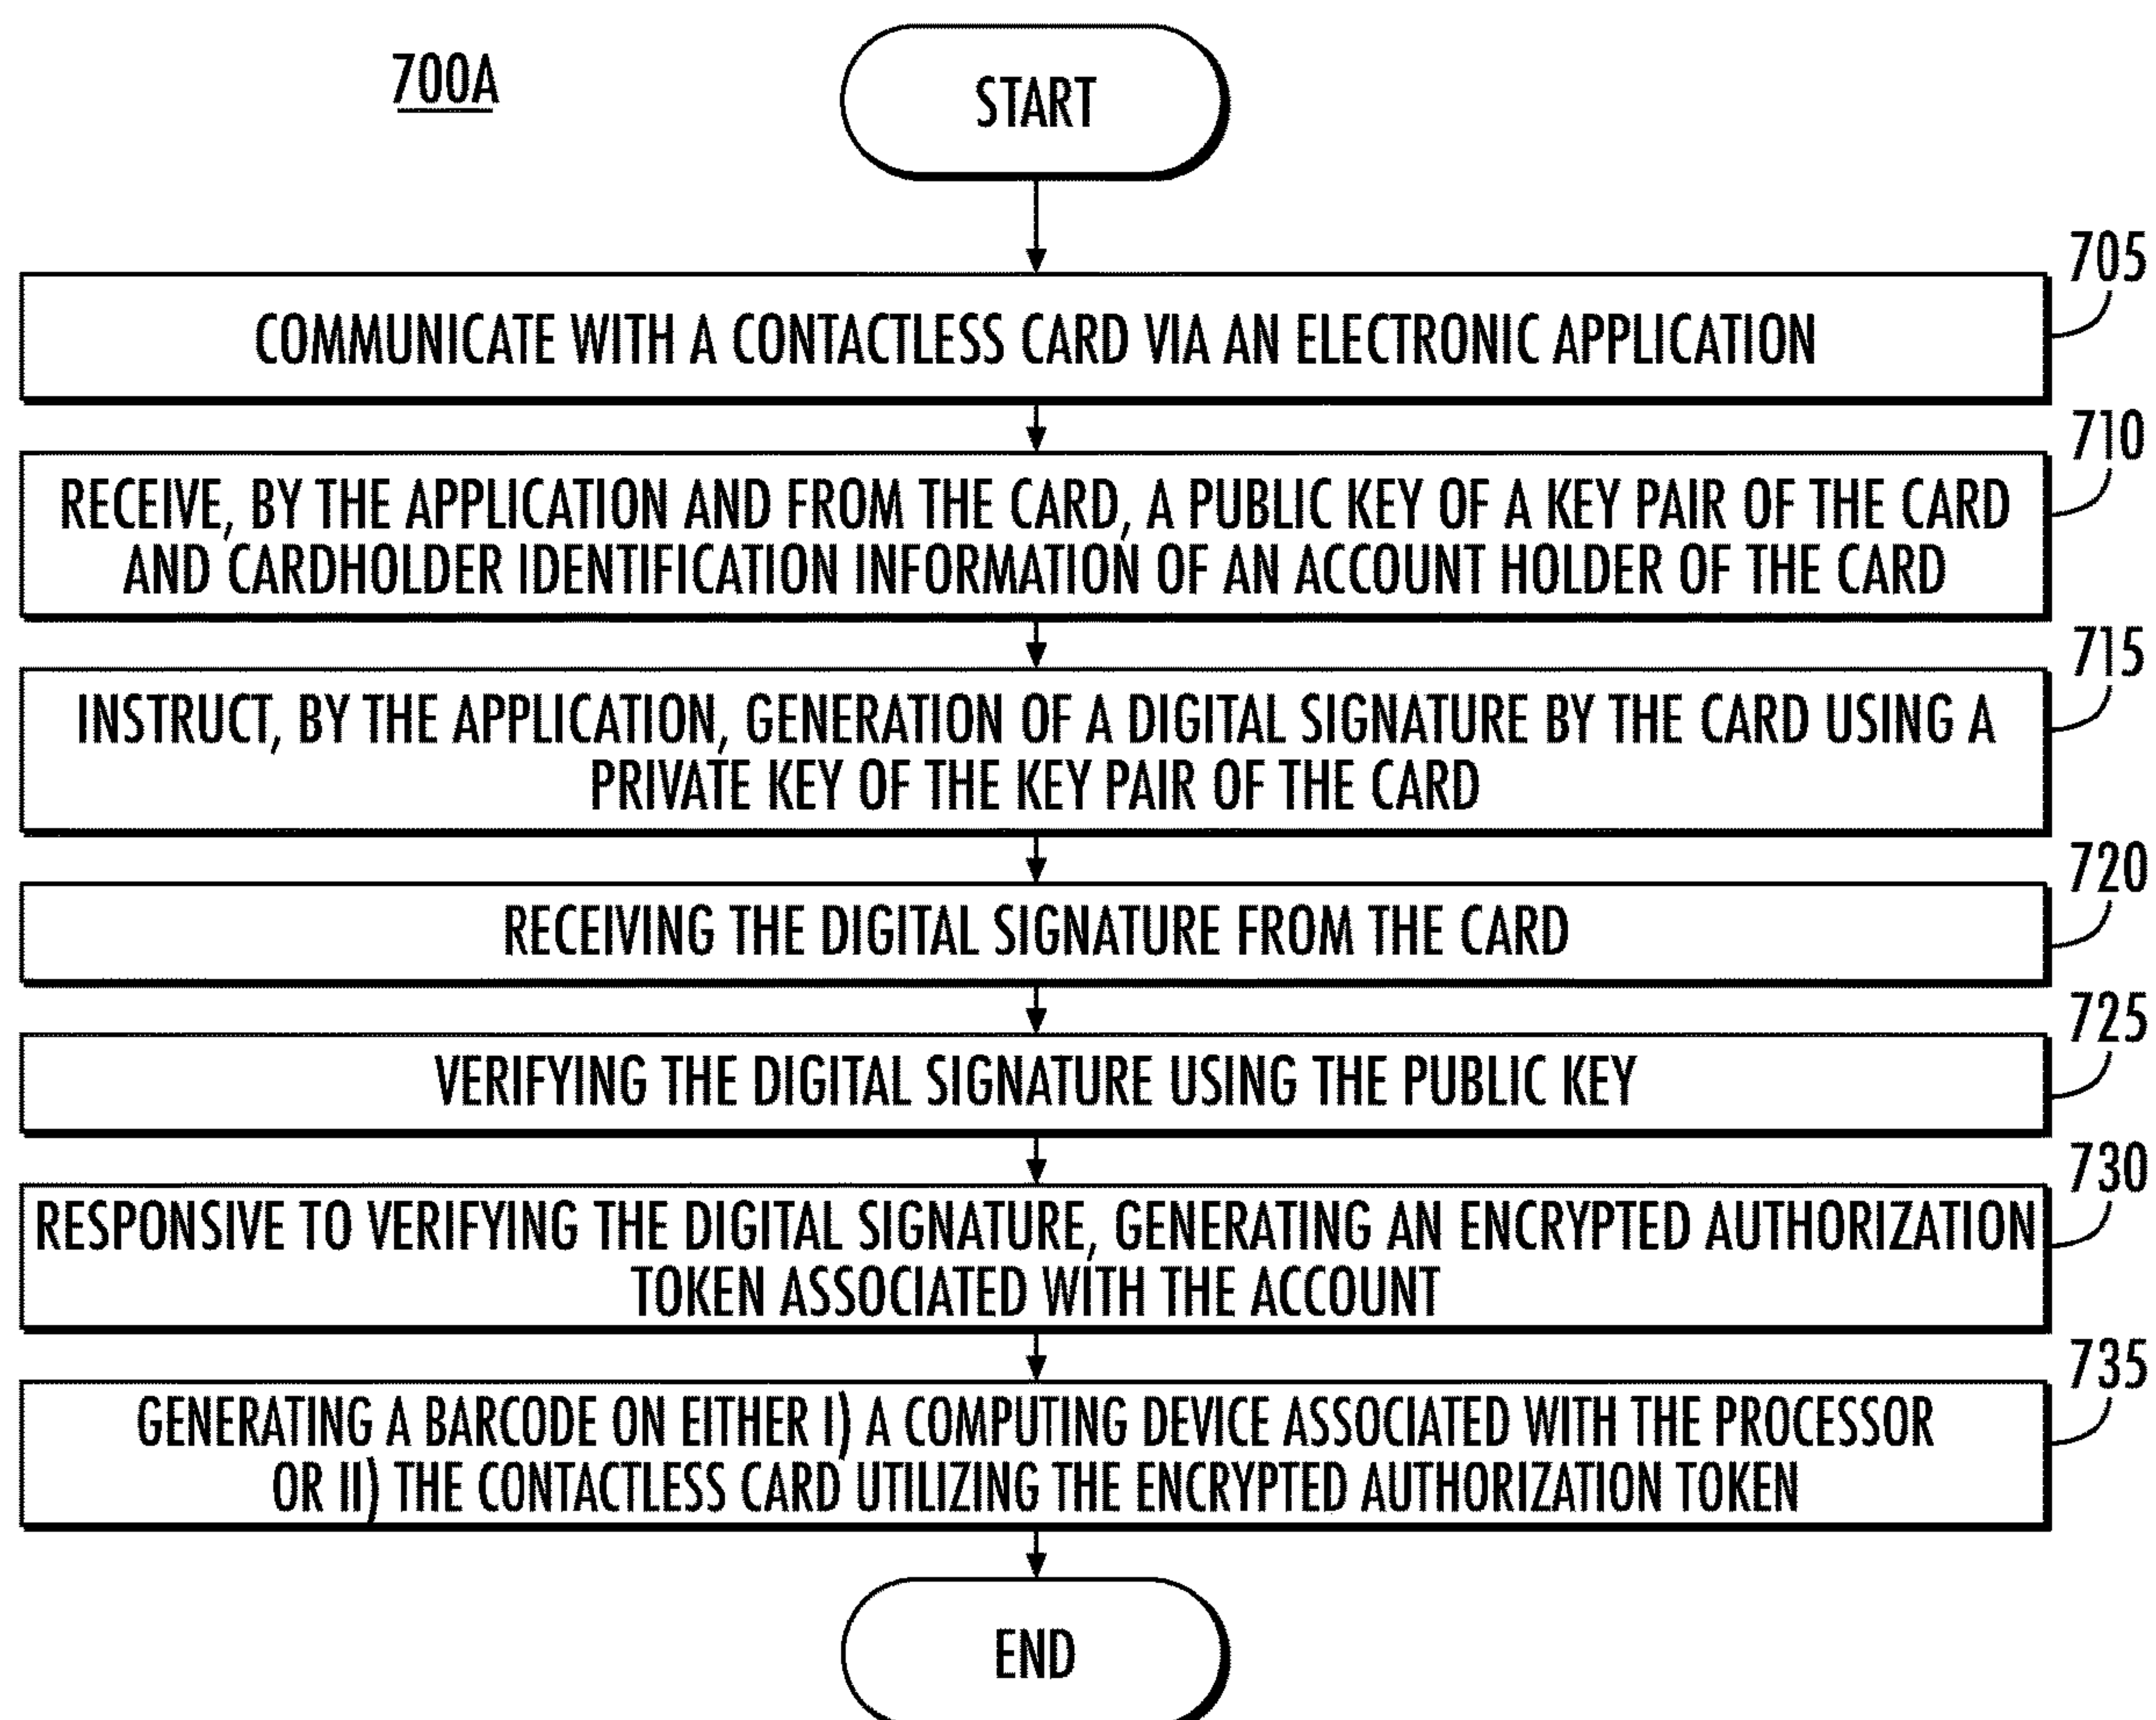 700A
START
705
COMMUNICATE WITH A CONTACTLESS CARD VIA AN ELECTRONIC APPLICATION
710
RECEIVE, BY THE APPLICATION AND FROM THE CARD, A PUBLIC KEY OF A KEY PAIR OF THE CARD
AND CARDHOLDER IDENTIFICATION INFORMATION OF AN ACCOUNT HOLDER OF THE CARD
715
INSTRUCT, BY THE APPLICATION, GENERATION OF A DIGITAL SIGNATURE BY THE CARD USING A
PRIVATE KEY OF THE KEY PAIR OF THE CARD
720
RECEIVING THE DIGITAL SIGNATURE FROM THE CARD
725
VERIFYING THE DIGITAL SIGNATURE USING THE PUBLIC KEY
730
RESPONSIVE TO VERIFYING THE DIGITAL SIGNATURE, GENERATING AN ENCRYPTED AUTHORIZATION
TOKEN ASSOCIATED WITH THE ACCOUNT
735
GENERATING A BARCODE ON EITHER I) A COMPUTING DEVICE ASSOCIATED WITH THE PROCESSOR
OR II) THE CONTACTLESS CARD UTILIZING THE ENCRYPTED AUTHORIZATION TOKEN
END